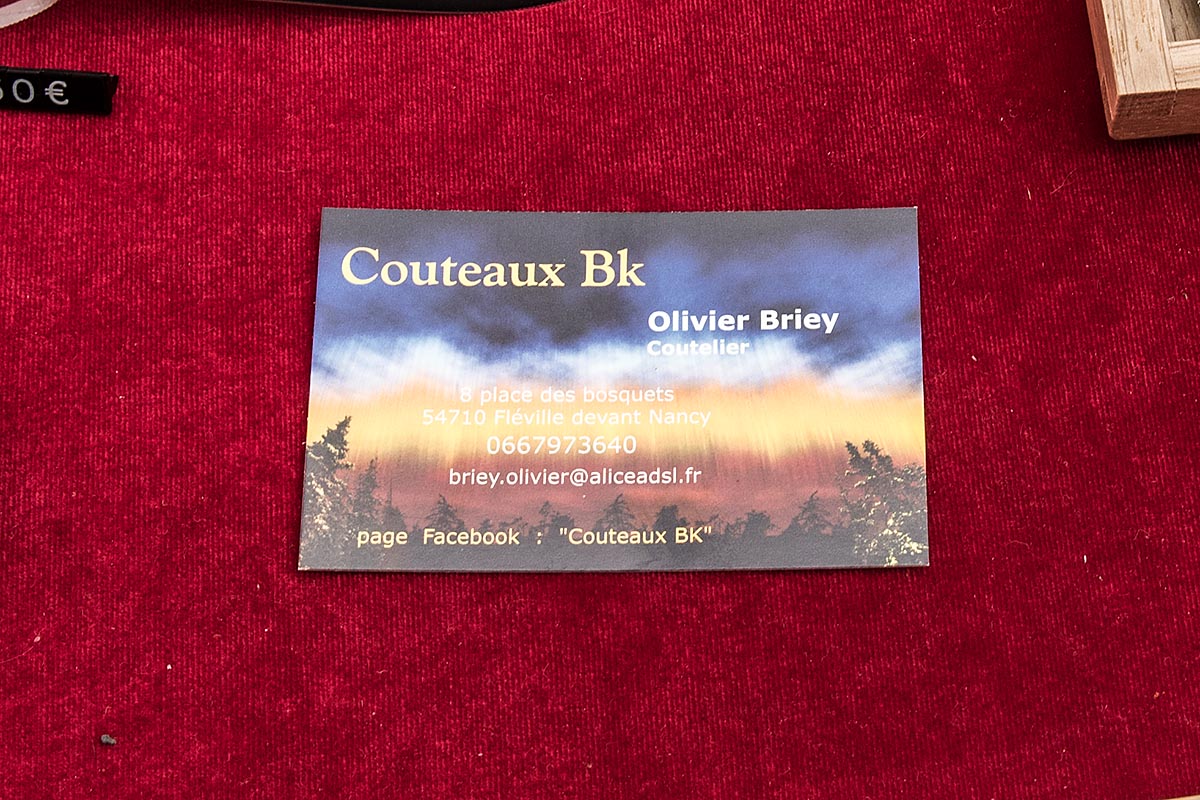 0€
Couteaux Bk
Olivier Briey
Coutelier
8 place des bosquets
54710 Fléville devant Nancy
0667973640
briey.olivier@aliceadsl.fr
page Facebook : "Couteaux BK"